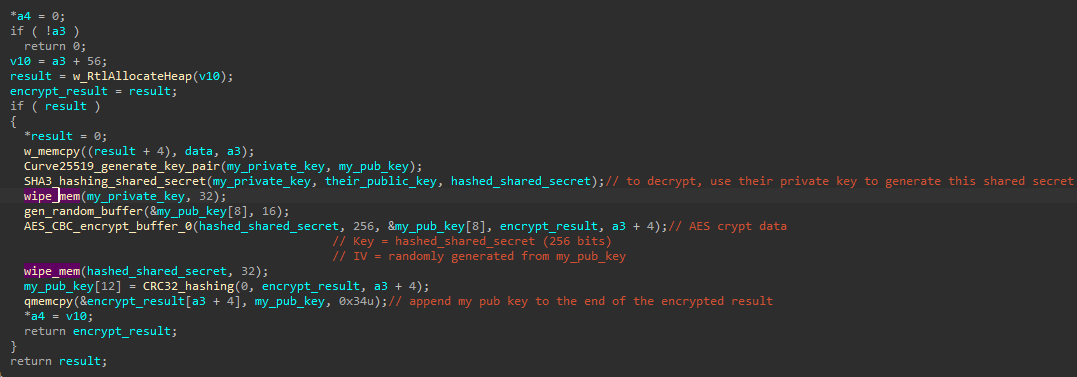 *a4 = 0;
if ( !a3 )
return 0;
v10 = a3 + 56;
result = w_RtlAllocateHeap(v10);
encrypt_result = result;
if ( result )
{
*result = 0;
w_memcpy((result + 4), data, a3);
Curve25519_generate_key_pair(my_private_key, my_pub_key);
SHA3_hashing_shared_secret(my_private_key, their_public_key, hashed_shared_secret);// to decrypt, use their private key to generate this shared secret
wipe_mem(my_private_key, 32);
gen_random_buffer(&my_pub_key[8], 16);
AES_CBC_encrypt_buffer_0(hashed_shared_secret, 256, &my_pub_key[8], encrypt_result, a3 + 4);// AES crypt data
// Key = hashed_shared_secret (256 bits)
// IV = randomly generated from my_pub_key
wipe_mem(hashed_shared_secret, 32);
my_pub_key[12] = CRC32_hashing(0, encrypt_result, a3 + 4);
qmemcpy(&encrypt_result[a3 + 4], my_pub_key, 0x34u);// append my pub key to the end of the encrypted result
*a4 = v10;
return encrypt_result;
}
return result;